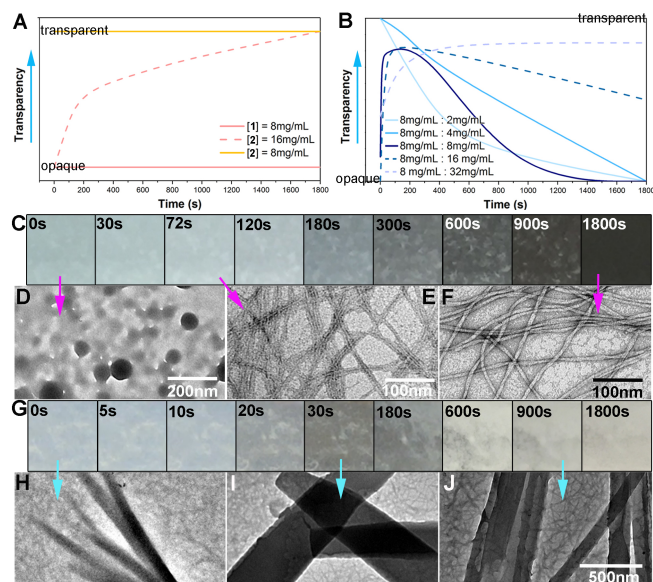 A
transparent
Transparency
opaque
[1] = 8mg/mL
[2] = 16mg/mL
[2] = 8mg/mL
0 200 400 600 800 1000 1200 1400 1600 1800
Time (s)
B
transparent
Transparency
8mg/mL : 2mg/mL
8mg/mL : 4mg/mL
8mg/mL : 8mg/mL
8mg/mL : 16 mg/mL
8 mg/mL : 32mg/mL
opaque
0 200 400 600 800 1000 1200 1400 1600 1800
Time (s)
C
0s 30s 72s 120s 180s 300s 600s 900s 1800s
D
200nm
E
100nm
F
100nm
G
0s 5s 10s 20s 30s 180s 600s 900s 1800s
H
I
J
500nm